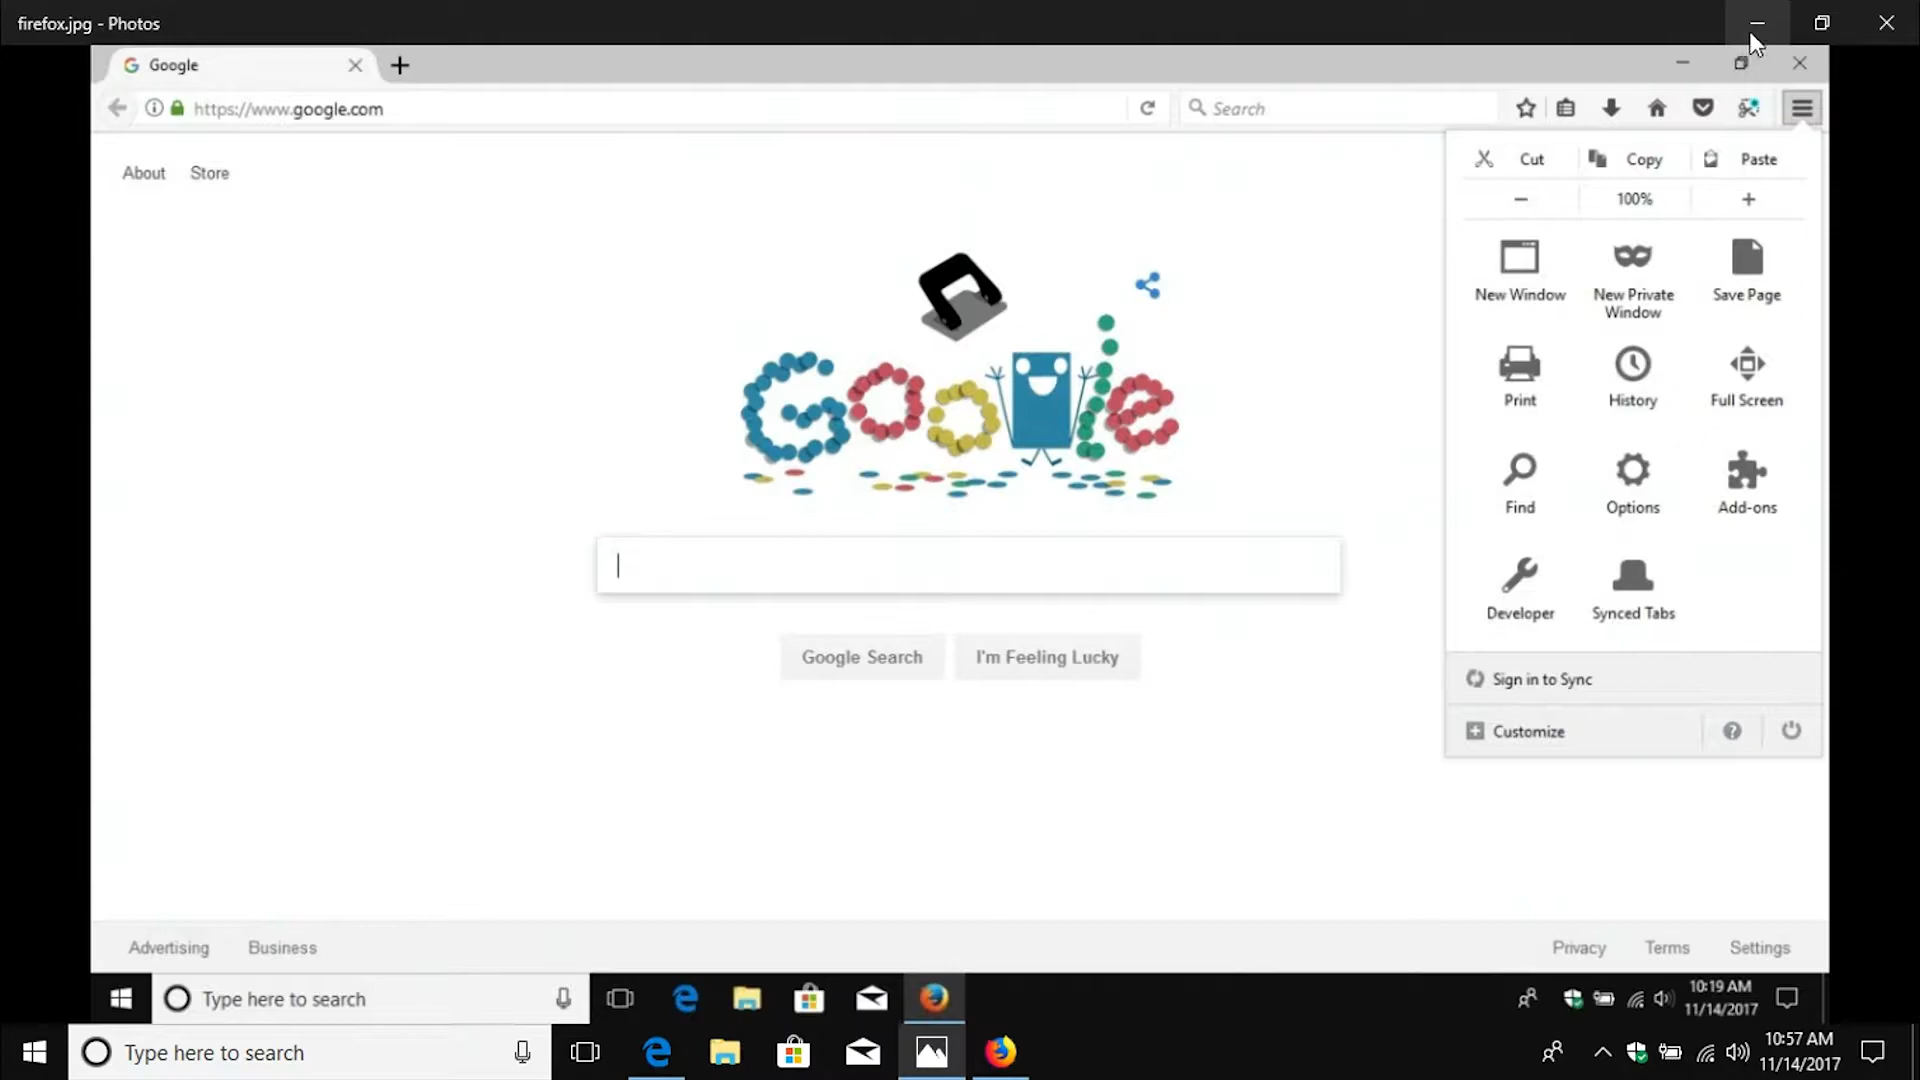 firefox.jpg - Photos
Google
https://www.google.com
Search
About Store
Cut Copy Paste
100%
New Window New Private Window Save Page
Print History Full Screen
Find Options Add-ons
Developer Synced Tabs
Google
Google Search I'm Feeling Lucky
Sign in to Sync
Customize
Advertising Business Privacy Terms Settings
Type here to search
10:19 AM
11/14/2017
Type here to search
10:57 AM
11/14/2017